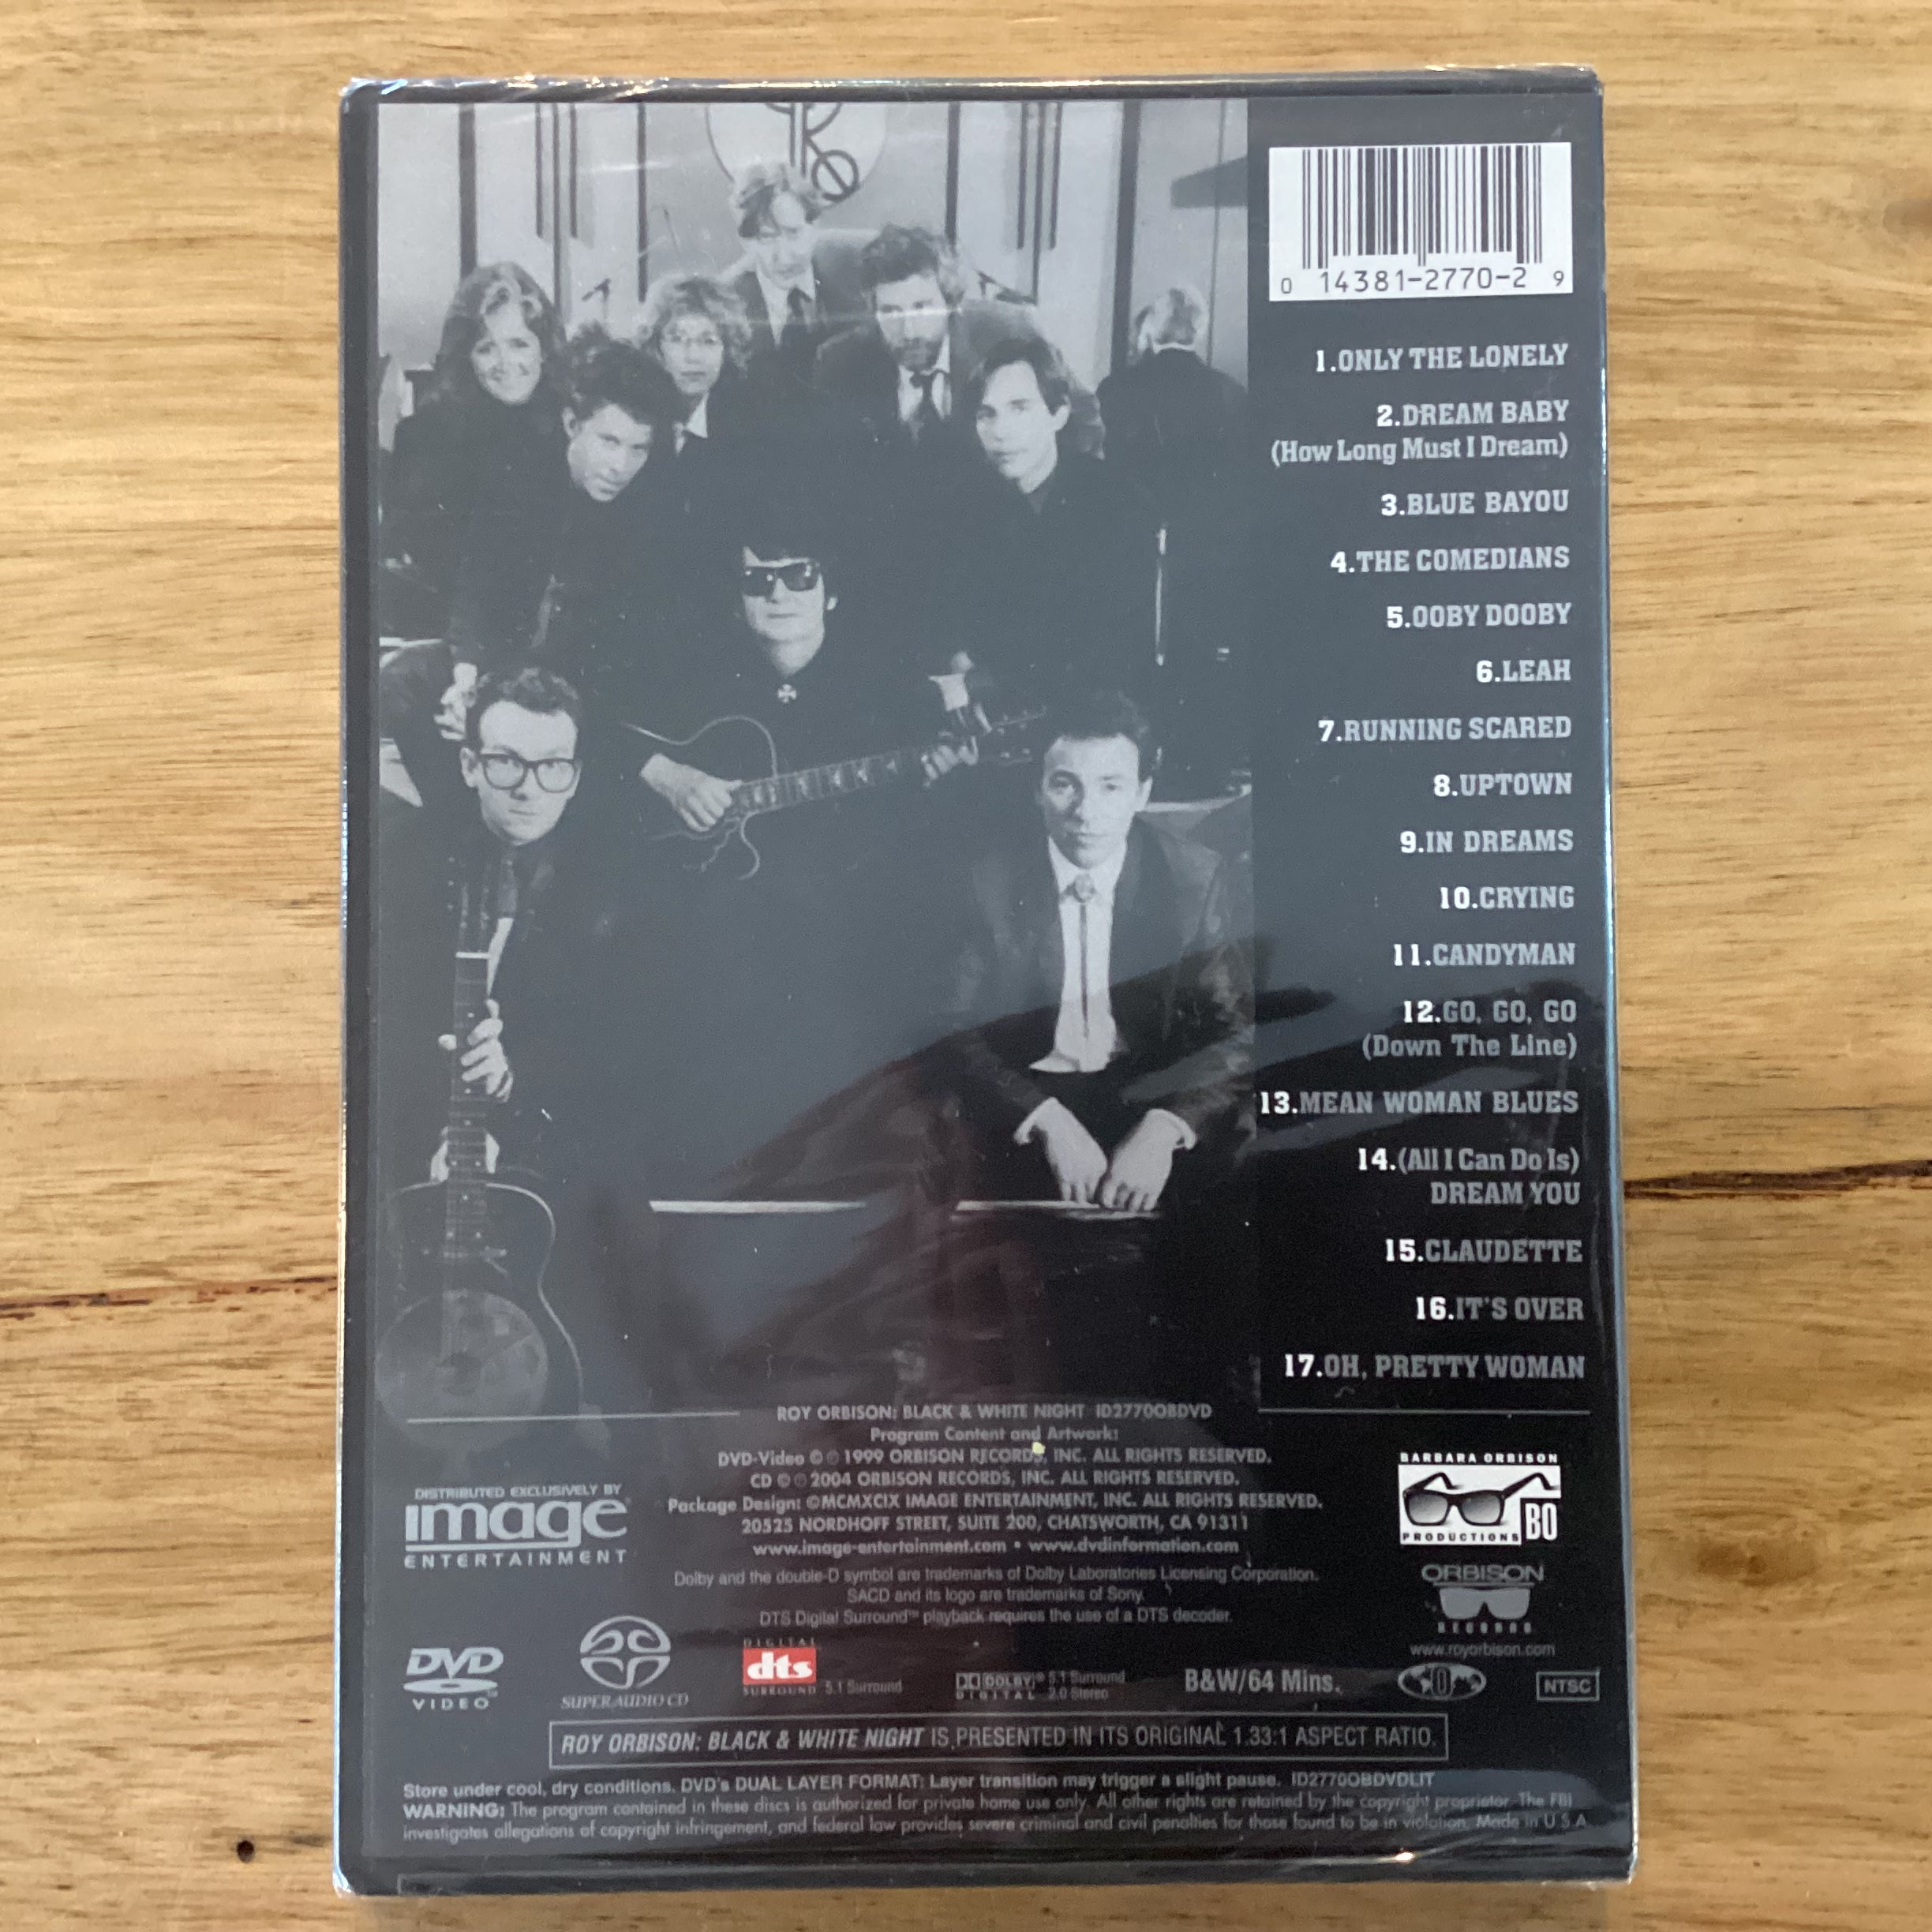 0 14381-2770-2 9
1.ONLY THE LONELY
2.DREAM BABY
(How Long Must I Dream)
3.BLUE BAYOU
4.THE COMEDIANS
5.OOBY DOOBY
6.LEAH
7.RUNNING SCARED
8.UPTOWN
9.IN DREAMS
10.CRYING
11.CANDYMAN
12.GO, GO, GO
(Down The Line)
13.MEAN WOMAN BLUES
14.(All I Can Do Is)
DREAM YOU
15.CLAUDETTE
16.IT'S OVER
17.OH, PRETTY WOMAN
ROY ORBISON: BLACK & WHITE NIGHT ID2770OBDVD
Program Content and Artwork:
DVD-Video © ℗ 1999 ORBISON RECORDS, INC. ALL RIGHTS RESERVED.
CD © ℗ 2004 ORBISON RECORDS, INC. ALL RIGHTS RESERVED.
Package Design: ©MCMXCIX IMAGE ENTERTAINMENT, INC. ALL RIGHTS RESERVED.
20525 NORDHOFF STREET, SUITE 200, CHATSWORTH, CA 91311
www.image-entertainment.com • www.dvdinformation.com
Dolby and the double-D symbol are trademarks of Dolby Laboratories Licensing Corporation.
SACD and its logo are trademarks of Sony.
DTS Digital Surround™ playback requires the use of a DTS decoder.
DISTRIBUTED EXCLUSIVELY BY
image®
ENTERTAINMENT
BARBARA ORBISON
BO
PRODUCTIONS
ORBISON
RECORDS
www.royorbison.com
DVD
VIDEO™
SUPER AUDIO CD
DIGITAL
dts
SURROUND 5.1 Surround
DOLBY® 5.1 Surround
DIGITAL 2.0 Stereo
B&W/64 Mins.
0
NTSC
ROY ORBISON: BLACK & WHITE NIGHT IS PRESENTED IN ITS ORIGINAL 1.33:1 ASPECT RATIO.
Store under cool, dry conditions. DVD's DUAL LAYER FORMAT: Layer transition may trigger a slight pause. ID2770OBDVDLIT
WARNING: The program contained in these discs is authorized for private home use only. All other rights are retained by the copyright proprietor. The FBI
investigates allegations of copyright infringement, and federal law provides severe criminal and civil penalties for those found to be in violation. Made in U.S.A.